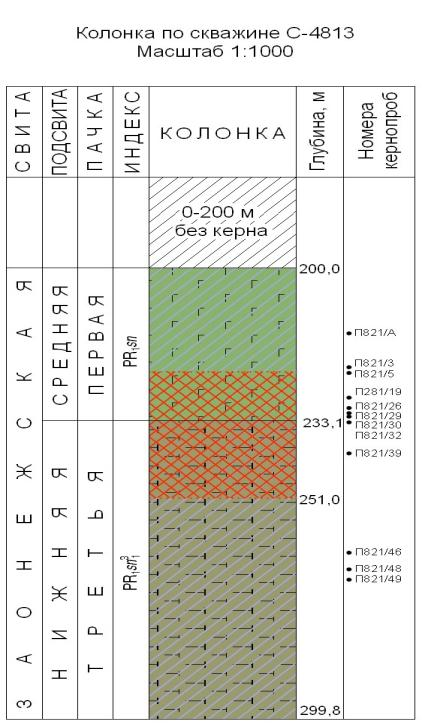 Колонка по скважине С-4813
Масштаб 1:1000
СВИТА
ПОДСВИТА
ПАЧКА
ИНДЕКС
КОЛОНКА
Глубина, м
Номера
кернопроб
0-200 м
без керна
ЗАОНЕЖСКАЯ
СРЕДНЯЯ
ПЕРВАЯ
PR₁sn
НИЖНЯЯ
ТРЕТЬЯ
PR₁sn₁³
200,0
233,1
251,0
299,8
П821/А
П821/3
П821/5
П281/19
П821/26
П821/29
П821/30
П821/32
П821/39
П821/46
П821/48
П821/49